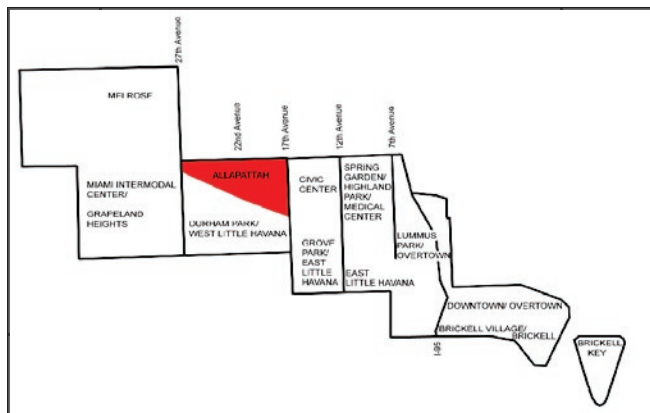 27th Avenue
MELROSE
22nd Avenue
17th Avenue
12th Avenue
7th Avenue
ALLAPATTAH
MIAMI INTERMODAL
CENTER/
GRAPELAND
HEIGHTS
DURHAM PARK/
WEST LITTLE HAVANA
CIVIC
CENTER
GROVE
PARK/
EAST
LITTLE
HAVANA
SPRING
GARDEN/
HIGHLAND
PARK/
MEDICAL
CENTER
EAST
LITTLE HAVANA
LUMMUS
PARK/
OVERTOWN
DOWNTOWN/ OVERTOWN
BRICKELL VILLAGE/
BRICKELL
I-95
BRICKELL
KEY